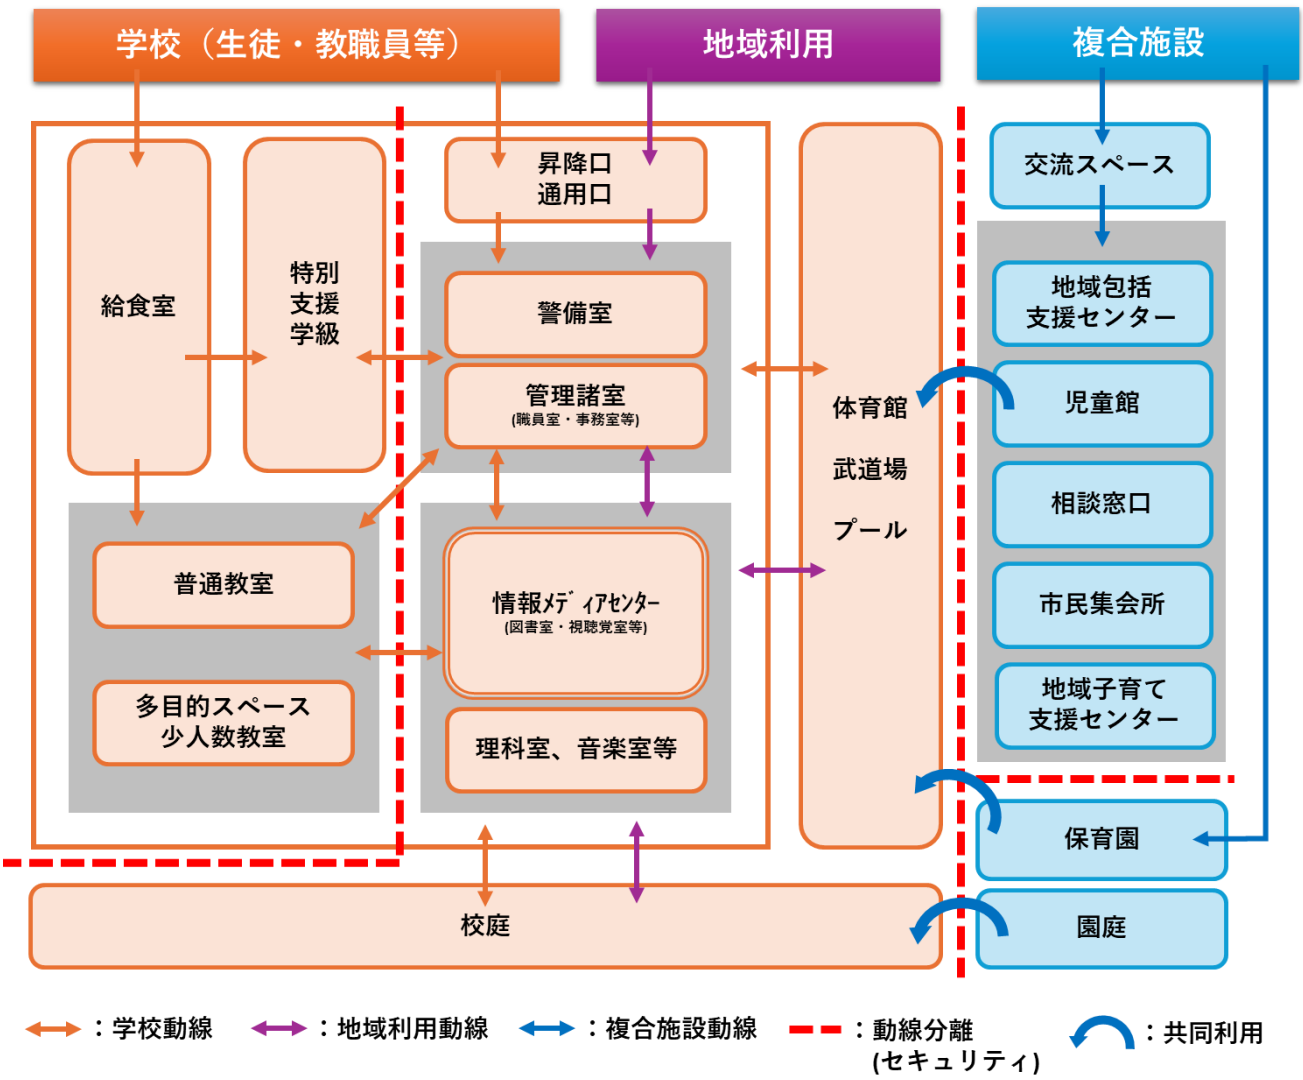 学校（生徒・教職員等）
地域利用
複合施設
給食室
特別
支援
学級
昇降口
通用口
警備室
管理諸室
(職員室・事務室等)
普通教室
多目的スペース
少人数教室
情報ﾒﾃﾞｨｱｾﾝﾀｰ
(図書室・視聴覚室等)
理科室、音楽室等
体育館
武道場
プール
校庭
交流スペース
地域包括
支援センター
児童館
相談窓口
市民集会所
地域子育て
支援センター
保育園
園庭
：学校動線
：地域利用動線
：複合施設動線
：動線分離
(セキュリティ)
：共同利用